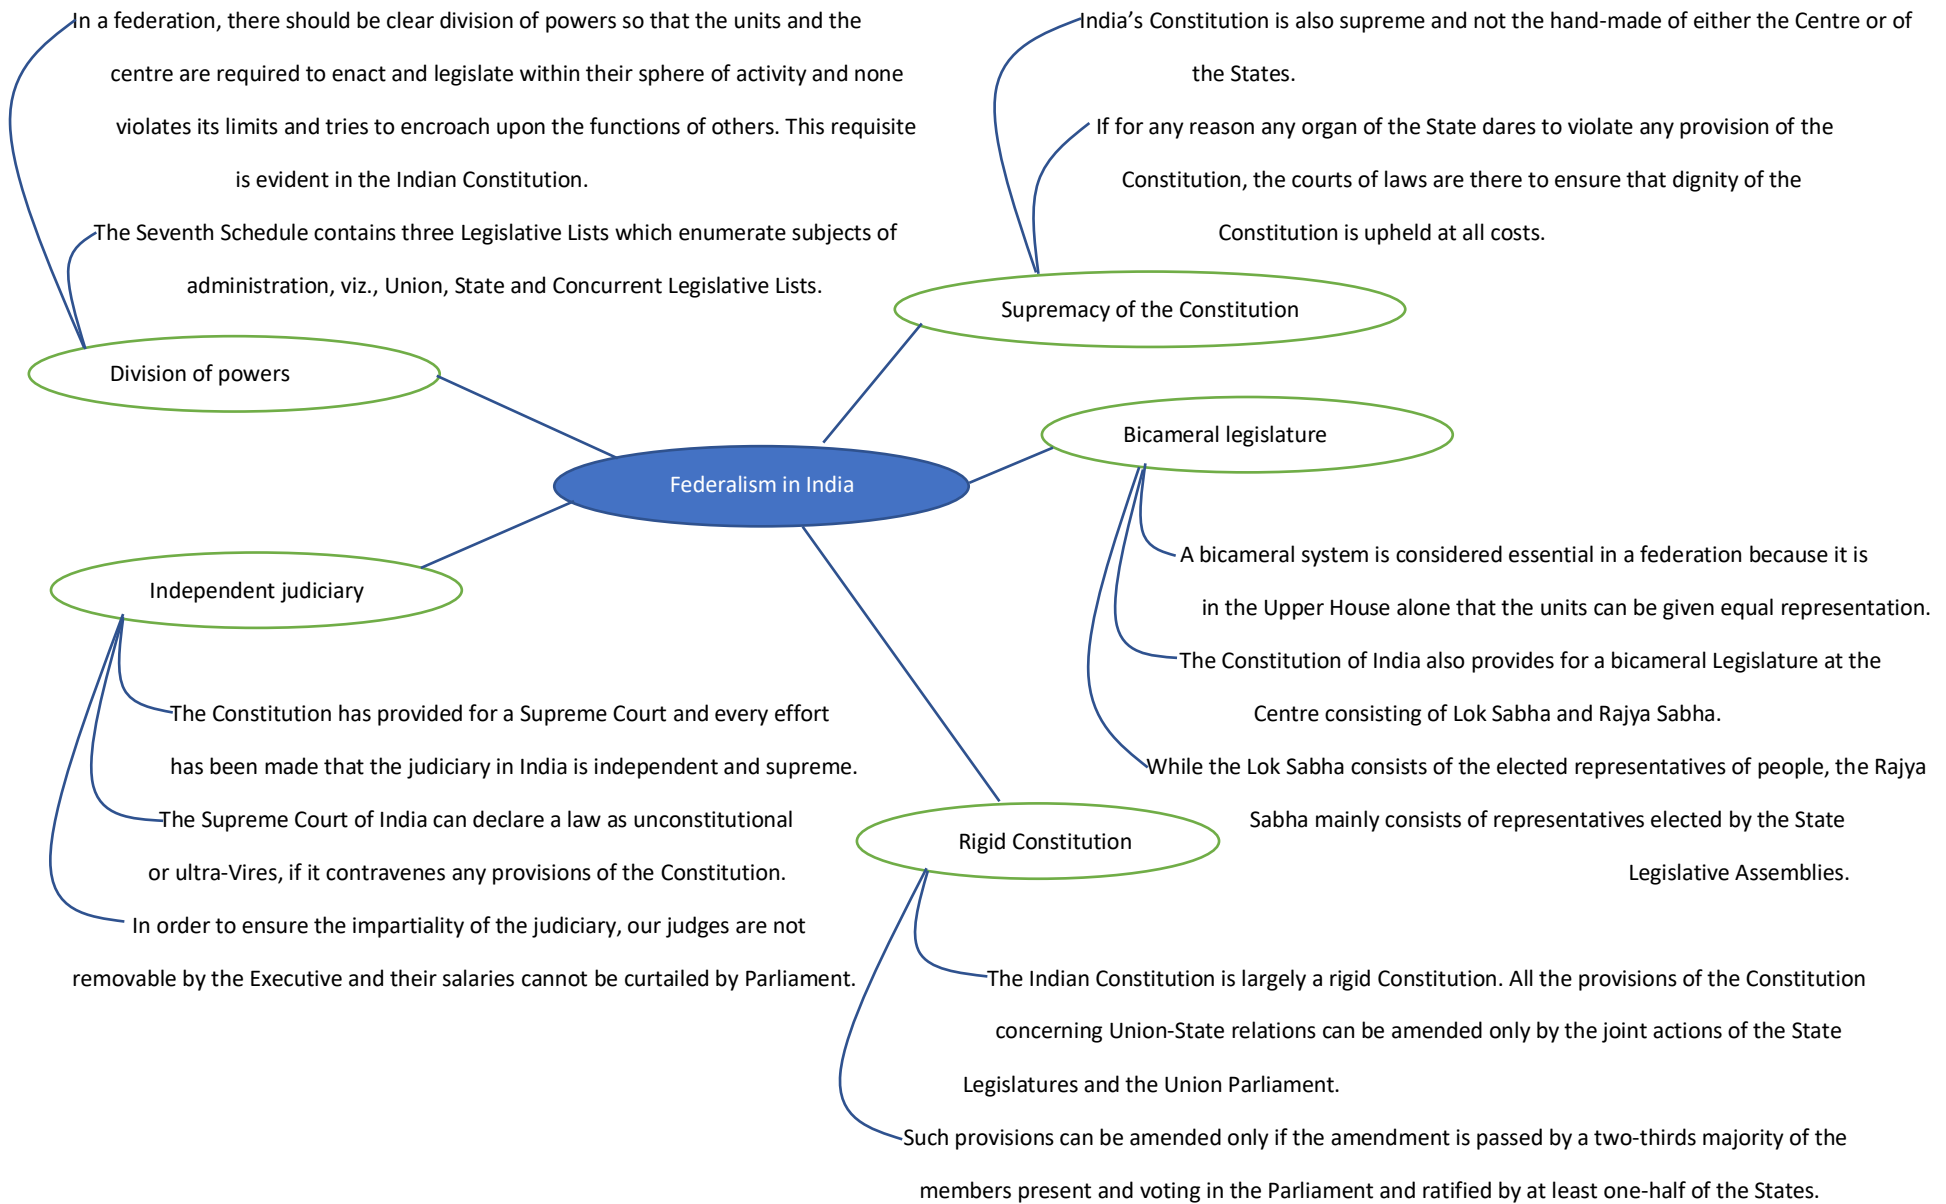 In a federation, there should be clear division of powers so that the units and the
centre are required to enact and legislate within their sphere of activity and none
violates its limits and tries to encroach upon the functions of others. This requisite
is evident in the Indian Constitution.
The Seventh Schedule contains three Legislative Lists which enumerate subjects of
administration, viz., Union, State and Concurrent Legislative Lists.
Division of powers
India’s Constitution is also supreme and not the hand-made of either the Centre or of
the States.
If for any reason any organ of the State dares to violate any provision of the
Constitution, the courts of laws are there to ensure that dignity of the
Constitution is upheld at all costs.
Supremacy of the Constitution
Federalism in India
Bicameral legislature
A bicameral system is considered essential in a federation because it is
in the Upper House alone that the units can be given equal representation.
The Constitution of India also provides for a bicameral Legislature at the
Centre consisting of Lok Sabha and Rajya Sabha.
While the Lok Sabha consists of the elected representatives of people, the Rajya
Sabha mainly consists of representatives elected by the State
Legislative Assemblies.
Independent judiciary
The Constitution has provided for a Supreme Court and every effort
has been made that the judiciary in India is independent and supreme.
The Supreme Court of India can declare a law as unconstitutional
or ultra-Vires, if it contravenes any provisions of the Constitution.
In order to ensure the impartiality of the judiciary, our judges are not
removable by the Executive and their salaries cannot be curtailed by Parliament.
Rigid Constitution
The Indian Constitution is largely a rigid Constitution. All the provisions of the Constitution
concerning Union-State relations can be amended only by the joint actions of the State
Legislatures and the Union Parliament.
Such provisions can be amended only if the amendment is passed by a two-thirds majority of the
members present and voting in the Parliament and ratified by at least one-half of the States.